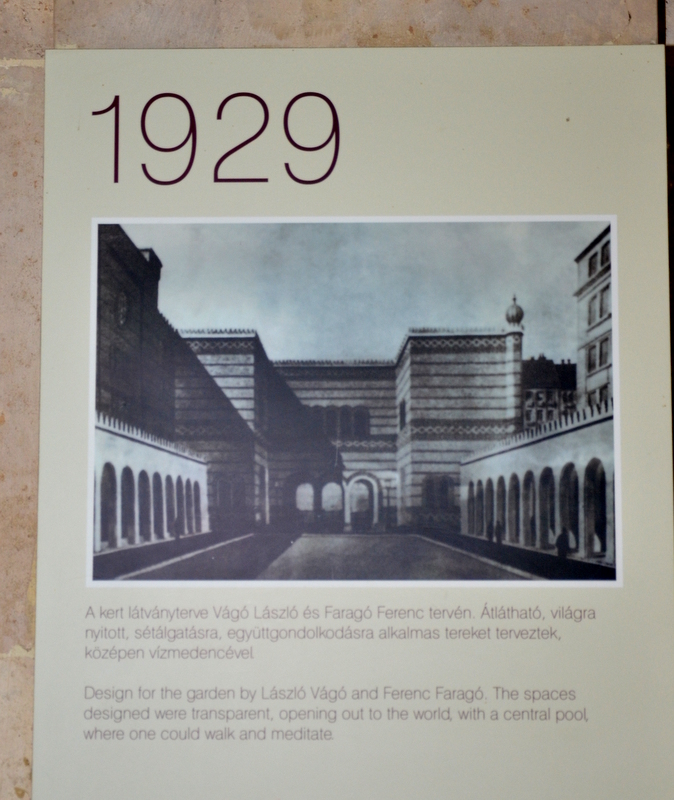 1929
A kert látványterve Vágó László és Faragó Ferenc tervén. Átlátható, világra
nyitott, sétálgatásra, együttgondolkodásra alkalmas tereket terveztek,
középen vízmedencével.
Design for the garden by László Vágó and Ferenc Faragó. The spaces
designed were transparent, opening out to the world, with a central pool,
where one could walk and meditate.